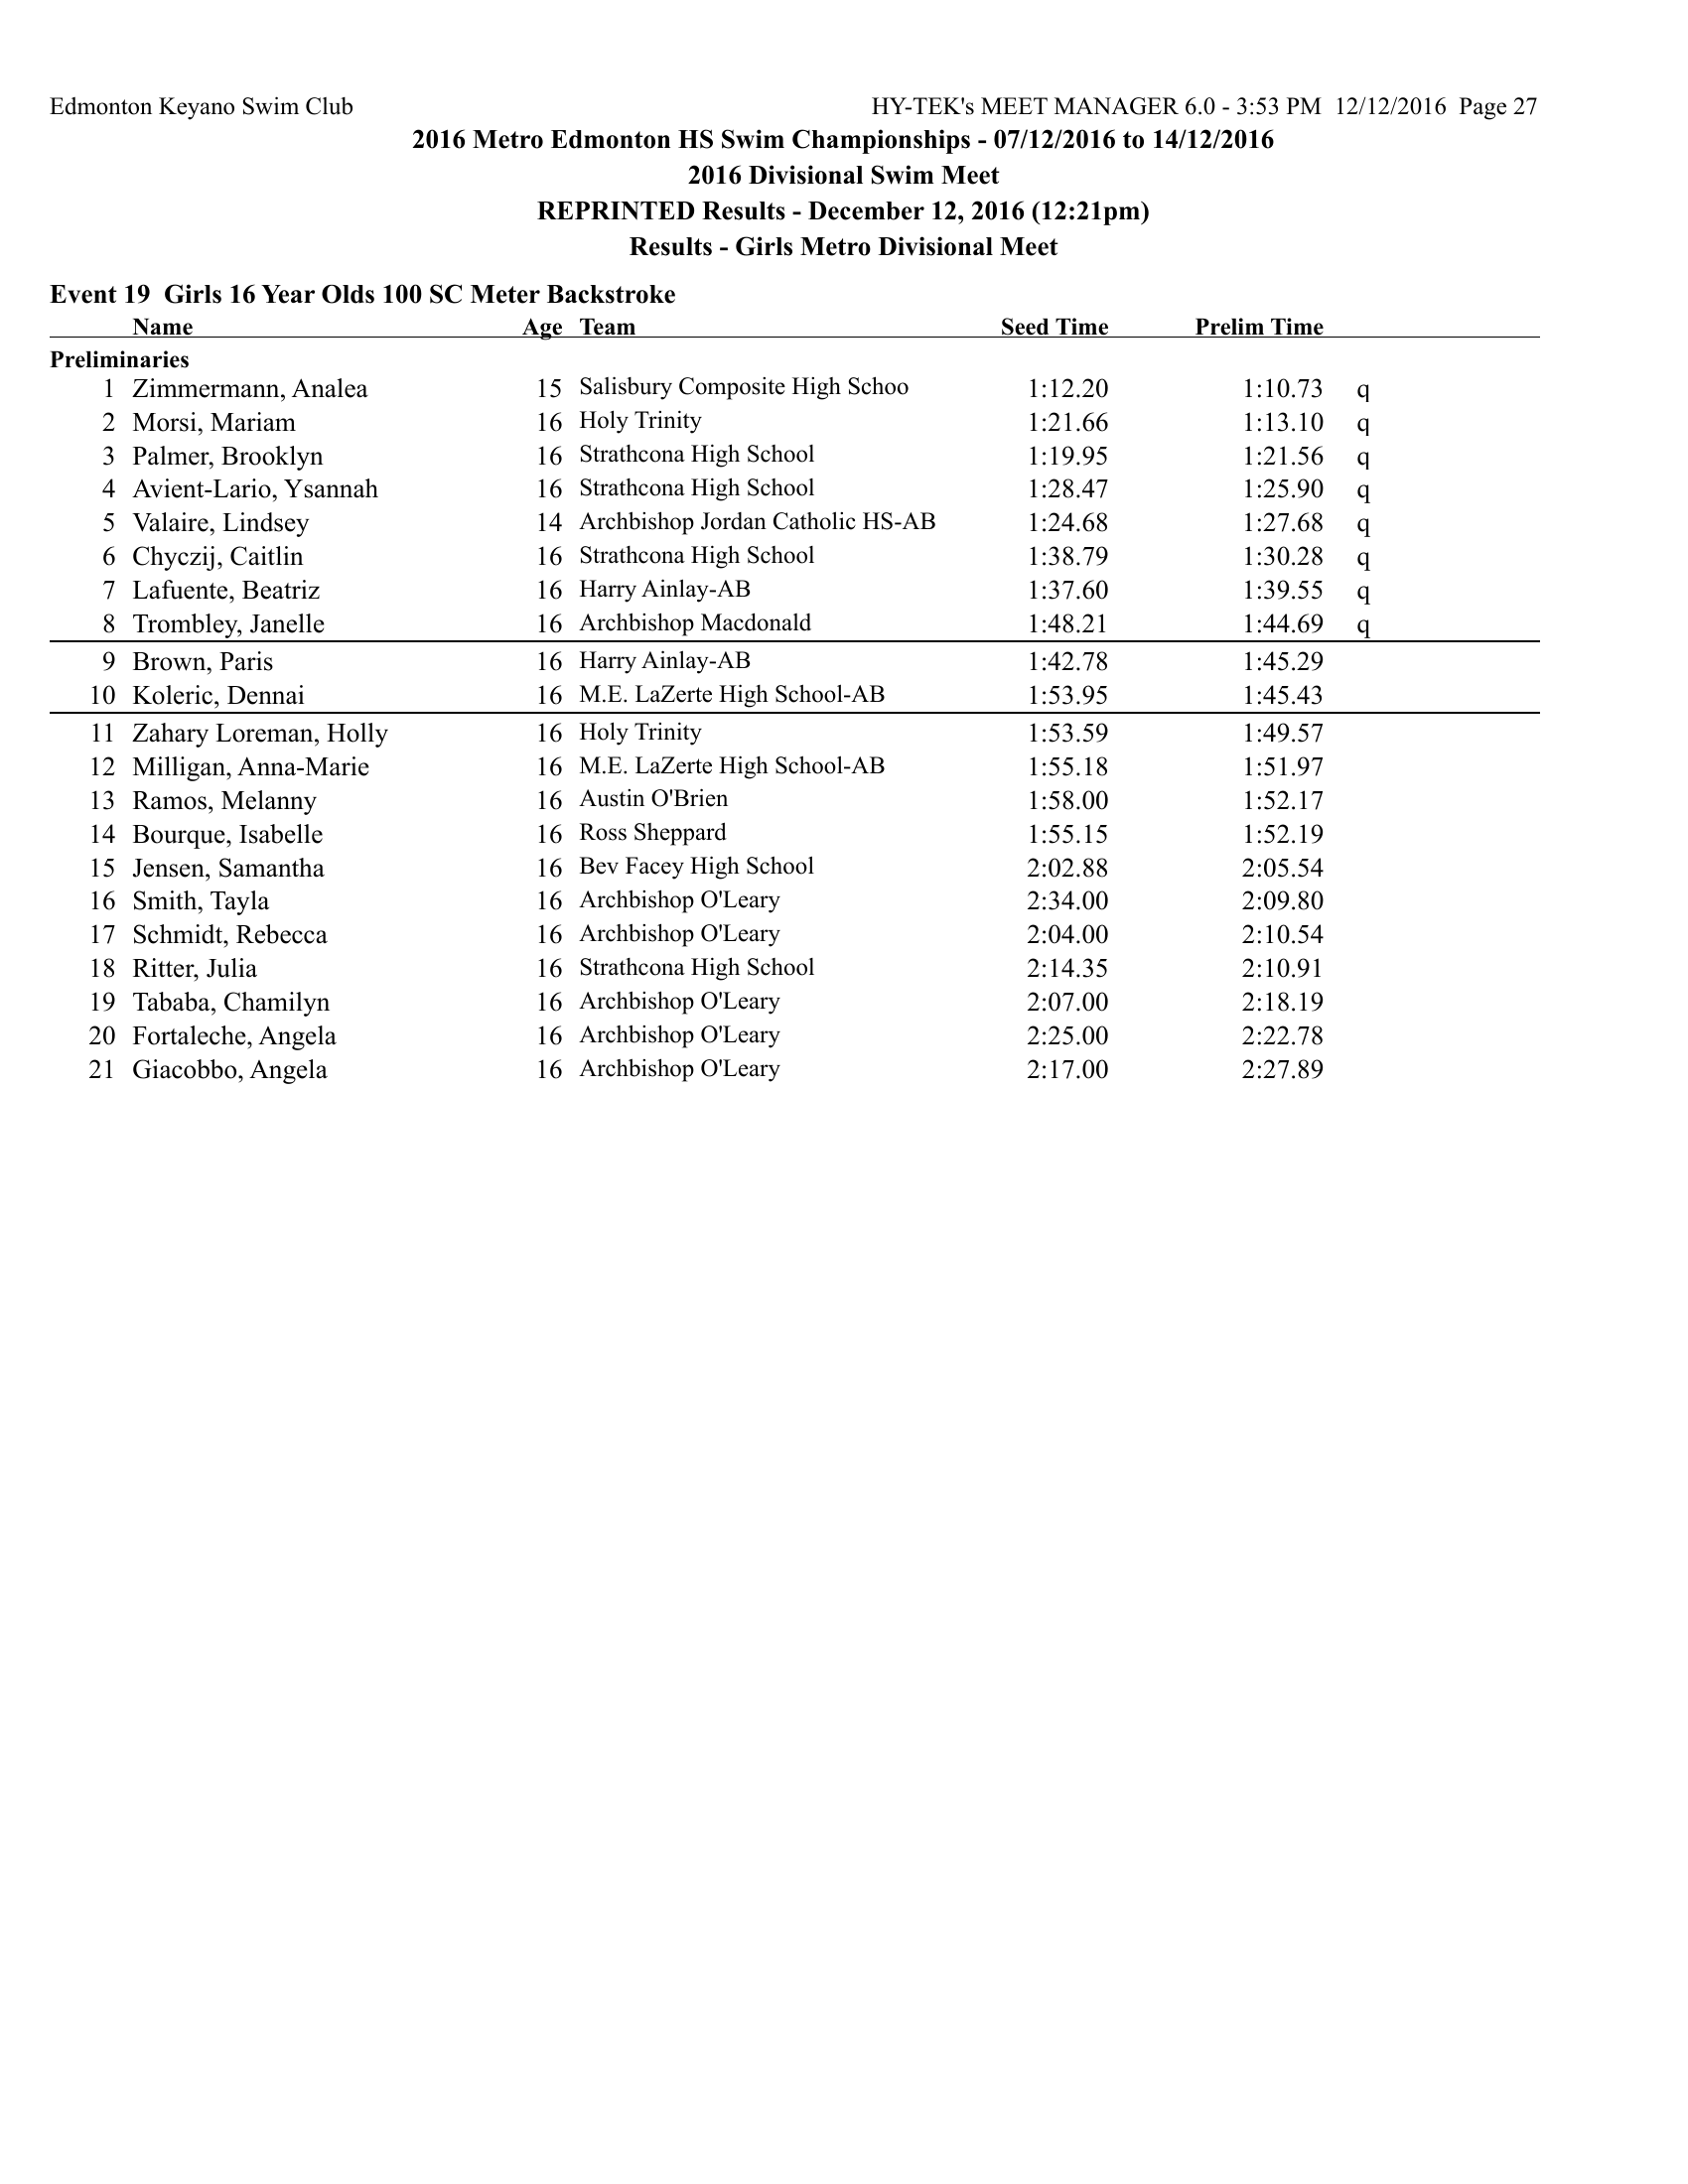 Edmonton Keyano Swim Club HY-TEK's MEET MANAGER 6.0 - 3:53 PM 12/12/2016 Page 27
2016 Metro Edmonton HS Swim Championships - 07/12/2016 to 14/12/2016
2016 Divisional Swim Meet
REPRINTED Results - December 12, 2016 (12:21pm)
Results - Girls Metro Divisional Meet
Event 19 Girls 16 Year Olds 100 SC Meter Backstroke
Name Age Team Seed Time Prelim Time
Preliminaries
1 Zimmermann, Analea 15 Salisbury Composite High Schoo 1:12.20 1:10.73 q
2 Morsi, Mariam 16 Holy Trinity 1:21.66 1:13.10 q
3 Palmer, Brooklyn 16 Strathcona High School 1:19.95 1:21.56 q
4 Avient-Lario, Ysannah 16 Strathcona High School 1:28.47 1:25.90 q
5 Valaire, Lindsey 14 Archbishop Jordan Catholic HS-AB 1:24.68 1:27.68 q
6 Chyczij, Caitlin 16 Strathcona High School 1:38.79 1:30.28 q
7 Lafuente, Beatriz 16 Harry Ainlay-AB 1:37.60 1:39.55 q
8 Trombley, Janelle 16 Archbishop Macdonald 1:48.21 1:44.69 q
9 Brown, Paris 16 Harry Ainlay-AB 1:42.78 1:45.29
10 Koleric, Dennai 16 M.E. LaZerte High School-AB 1:53.95 1:45.43
11 Zahary Loreman, Holly 16 Holy Trinity 1:53.59 1:49.57
12 Milligan, Anna-Marie 16 M.E. LaZerte High School-AB 1:55.18 1:51.97
13 Ramos, Melanny 16 Austin O'Brien 1:58.00 1:52.17
14 Bourque, Isabelle 16 Ross Sheppard 1:55.15 1:52.19
15 Jensen, Samantha 16 Bev Facey High School 2:02.88 2:05.54
16 Smith, Tayla 16 Archbishop O'Leary 2:34.00 2:09.80
17 Schmidt, Rebecca 16 Archbishop O'Leary 2:04.00 2:10.54
18 Ritter, Julia 16 Strathcona High School 2:14.35 2:10.91
19 Tababa, Chamilyn 16 Archbishop O'Leary 2:07.00 2:18.19
20 Fortaleche, Angela 16 Archbishop O'Leary 2:25.00 2:22.78
21 Giacobbo, Angela 16 Archbishop O'Leary 2:17.00 2:27.89